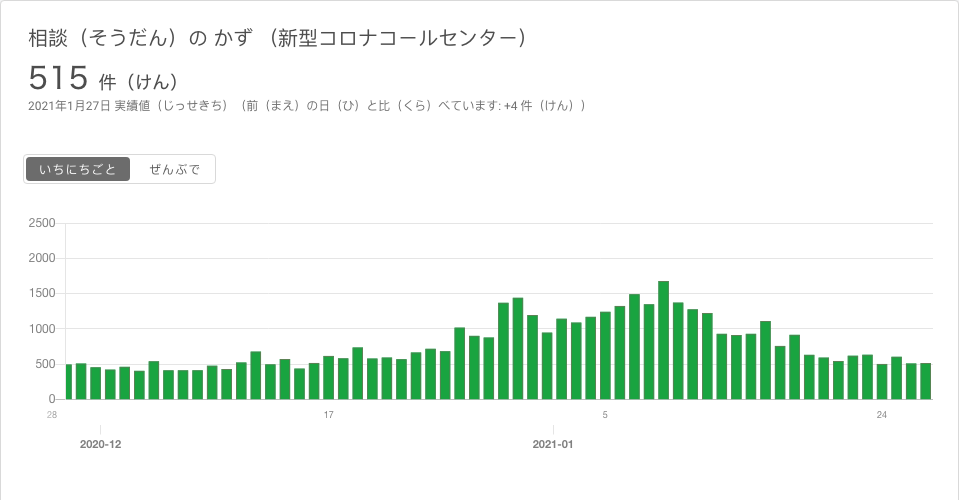 相談（そうだん）の かず （新型コロナコールセンター）
515 件（けん）
2021年1月27日 実績値（じっせきち）（前（まえ）の日（ひ）と比（くら）べています: +4 件（けん））
いちにちごと ぜんぶで
2500
2000
1500
1000
500
0
28 17 5 24
2020-12 2021-01